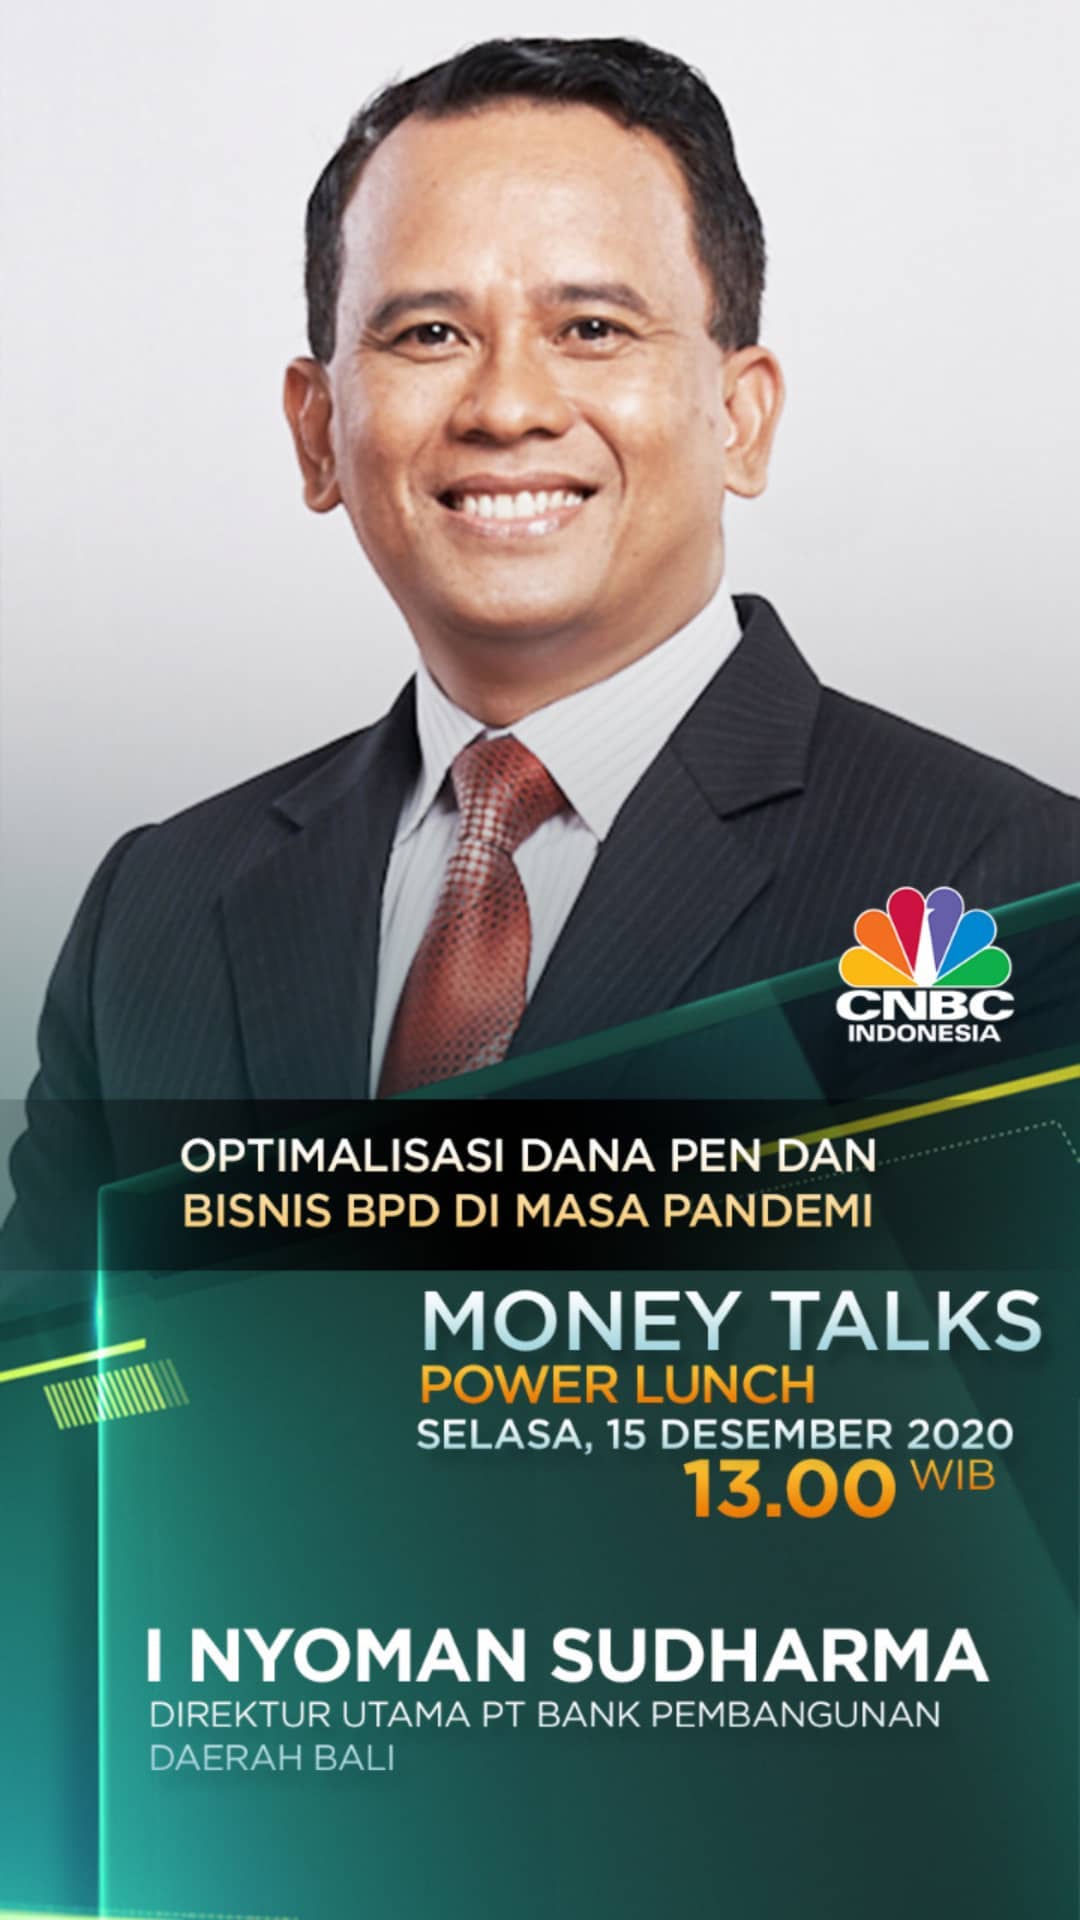 CNBC
INDONESIA
OPTIMALISASI DANA PEN DAN
BISNIS BPD DI MASA PANDEMI
MONEY TALKS
POWER LUNCH
SELASA, 15 DESEMBER 2020
13.00 WIB
I NYOMAN SUDHARMA
DIREKTUR UTAMA PT BANK PEMBANGUNAN
DAERAH BALI